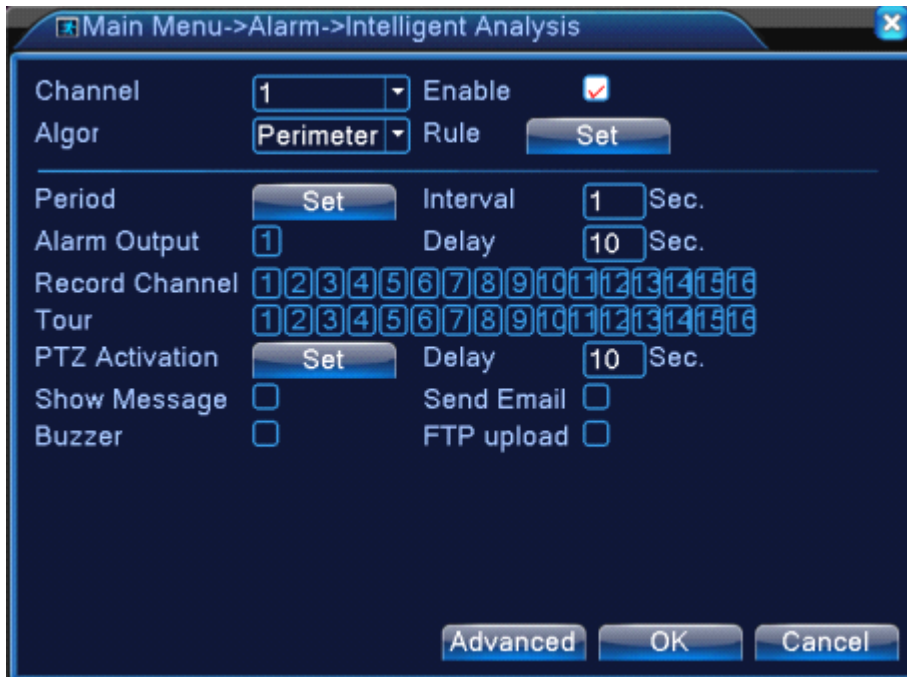 Main Menu->Alarm->Intelligent Analysis
Channel 1 Enable
Algor Perimeter Rule Set
Period Set Interval 1 Sec.
Alarm Output 1 Delay 10 Sec.
Record Channel 1 2 3 4 5 6 7 8 9 10 11 12 13 14 15 16
Tour 1 2 3 4 5 6 7 8 9 10 11 12 13 14 15 16
PTZ Activation Set Delay 10 Sec.
Show Message Send Email
Buzzer FTP upload
Advanced OK Cancel